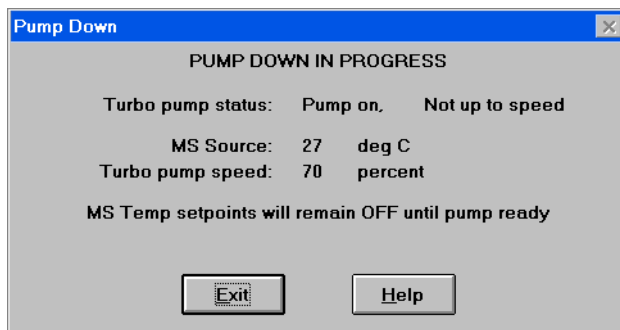 Pump Down
PUMP DOWN IN PROGRESS
Turbo pump status: Pump on, Not up to speed
MS Source: 27 deg C
Turbo pump speed: 70 percent
MS Temp setpoints will remain OFF until pump ready
Exit Help